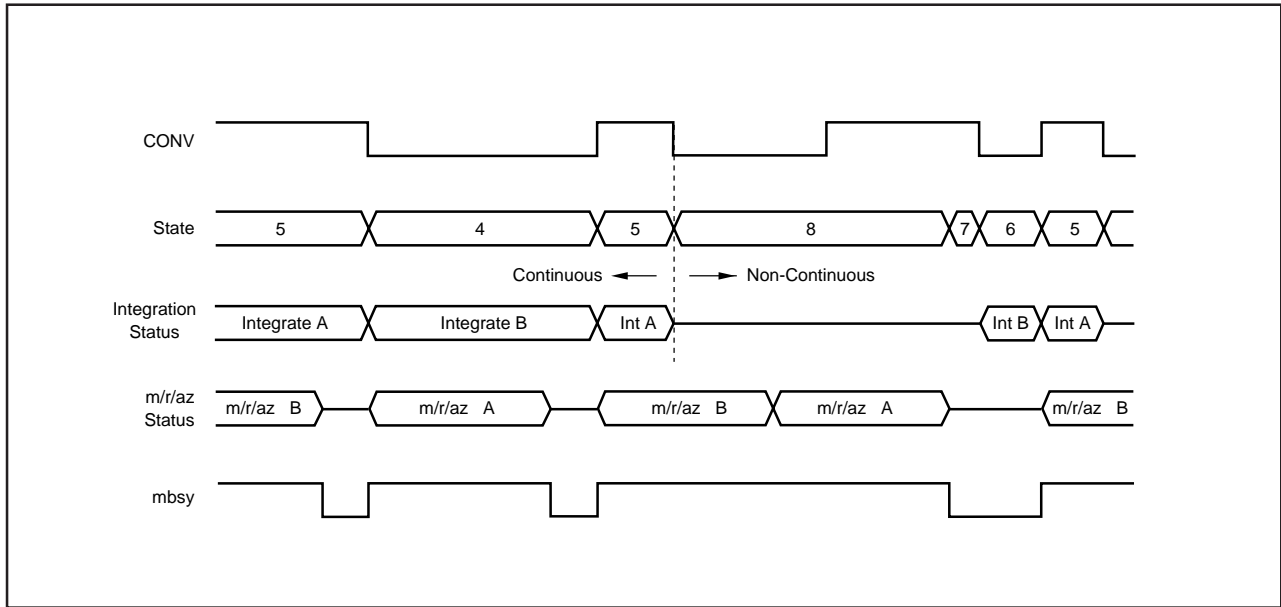 CONV
State
5
4
5
8
7
6
5
Continuous
Non-Continuous
Integration
Status
Integrate A
Integrate B
Int A
Int B
Int A
m/r/az
Status
m/r/az B
m/r/az A
m/r/az B
m/r/az A
m/r/az B
mbsy